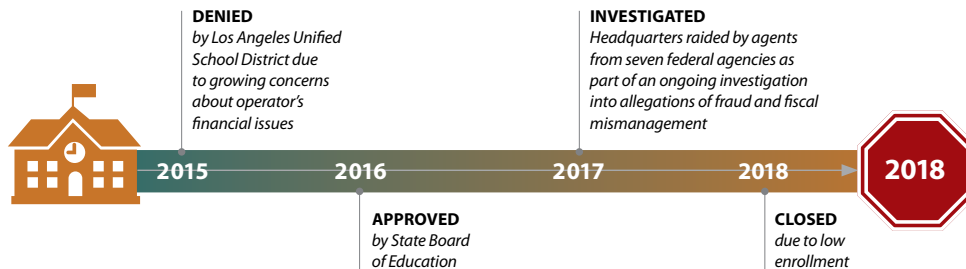 DENIED
by Los Angeles Unified
School District due
to growing concerns
about operator's
financial issues
INVESTIGATED
Headquarters raided by agents
from seven federal agencies as
part of an ongoing investigation
into allegations of fraud and fiscal
mismanagement
2015
2016
2017
2018
2018
APPROVED
by State Board
of Education
CLOSED
due to low
enrollment